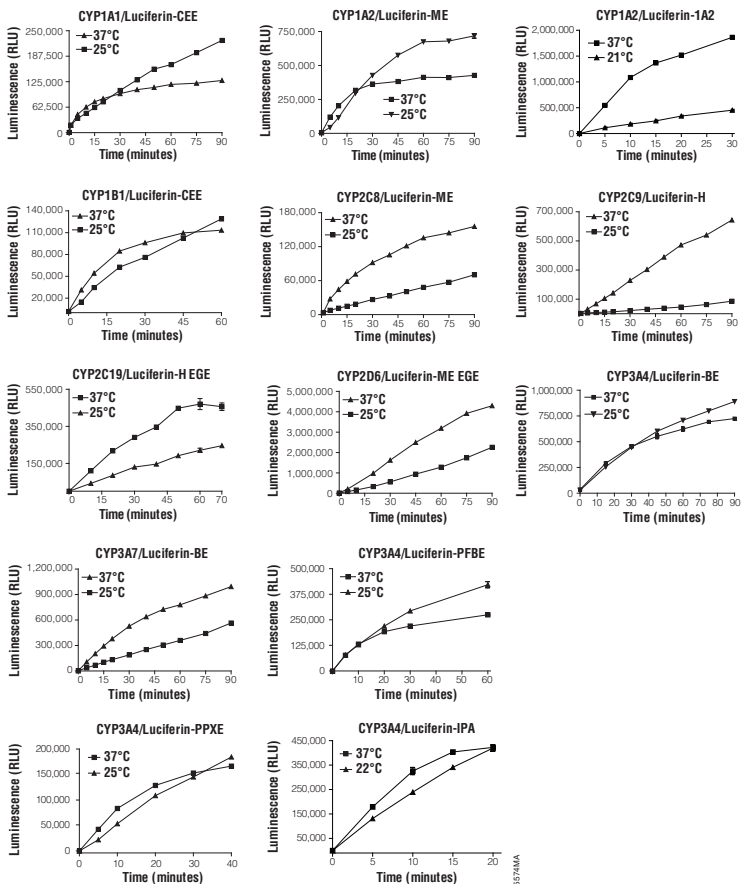 CYP1A1/Luciferin-CEE
Luminescence (RLU)
250,000
187,500
125,000
62,500
0
37°C
25°C
0 15 30 45 60 75 90
Time (minutes)
CYP1A2/Luciferin-ME
Luminescence (RLU)
750,000
500,000
250,000
0
37°C
25°C
0 15 30 45 60 75 90
Time (minutes)
CYP1A2/Luciferin-1A2
Luminescence (RLU)
2,000,000
1,500,000
1,000,000
500,000
0
37°C
21°C
0 5 10 15 20 25 30
Time (minutes)
CYP1B1/Luciferin-CEE
Luminescence (RLU)
140,000
110,000
80,000
50,000
20,000
37°C
25°C
0 15 30 45 60
Time (minutes)
CYP2C8/Luciferin-ME
Luminescence (RLU)
180,000
120,000
60,000
0
37°C
25°C
0 15 30 45 60 75 90
Time (minutes)
CYP2C9/Luciferin-H
Luminescence (RLU)
700,000
500,000
300,000
100,000
37°C
25°C
0 15 30 45 60 75 90
Time (minutes)
CYP2C19/Luciferin-H EGE
Luminescence (RLU)
550,000
350,000
150,000
37°C
25°C
0 15 30 45 60 70
Time (minutes)
CYP2D6/Luciferin-ME EGE
Luminescence (RLU)
5,000,000
4,000,000
3,000,000
2,000,000
1,000,000
0
37°C
25°C
0 10 20 30 40 50 60 70 80 90
Time (minutes)
CYP3A4/Luciferin-BE
Luminescence (RLU)
1,000,000
750,000
500,000
250,000
0
37°C
25°C
0 10 20 30 40 50 60 70 80 90
Time (minutes)
CYP3A7/Luciferin-BE
Luminescence (RLU)
1,200,000
900,000
600,000
300,000
0
37°C
25°C
0 15 30 45 60 75 90
Time (minutes)
CYP3A4/Luciferin-PFBE
Luminescence (RLU)
500,000
375,000
250,000
125,000
0
37°C
25°C
0 10 20 30 40 50 60
Time (minutes)
CYP3A4/Luciferin-PPXE
Luminescence (RLU)
200,000
150,000
100,000
50,000
0
37°C
25°C
0 10 20 30 40
Time (minutes)
CYP3A4/Luciferin-IPA
Luminescence (RLU)
450,000
350,000
250,000
150,000
50,000
37°C
22°C
0 5 10 15 20
Time (minutes)